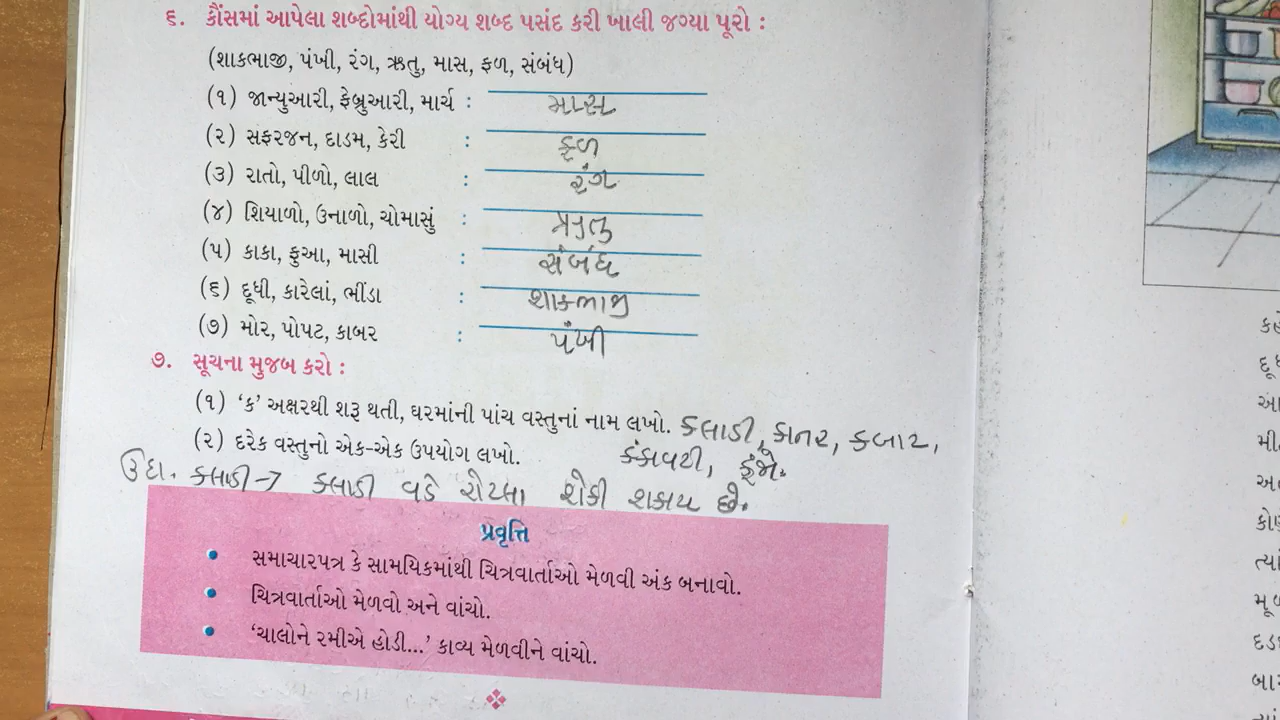 ૬. કૌંસમાં આપેલા શબ્દોમાંથી યોગ્ય શબ્દ પસંદ કરી ખાલી જગ્યા પૂરો :
(શાકભાજી, પંખી, રંગ, ઋતુ, માસ, ફળ, સંબંધ)
(૧) જાન્યુઆરી, ફેબ્રુઆરી, માર્ચ : માસ
(૨) સફરજન, દાડમ, કેરી : ફળ
(૩) રાતો, પીળો, લાલ : રંગ
(૪) શિયાળો, ઉનાળો, ચોમાસું : ઋતુ
(૫) કાકા, ફુઆ, માસી : સંબંધ
(૬) દૂધી, કારેલાં, ભીંડા : શાકભાજી
(૭) મોર, પોપટ, કાબર : પંખી
૭. સૂચના મુજબ કરો :
(૧) ‘ક’ અક્ષરથી શરૂ થતી, ઘરમાંની પાંચ વસ્તુનાં નામ લખો. કલાડી, કાતર, કબાટ,
(૨) દરેક વસ્તુનો એક-એક ઉપયોગ લખો. કંકાવટી, કૂંજો.
ઉદા. કલાડી → કલાડી વડે રોટલા શેકી શકાય છે.
પ્રવૃત્તિ
• સમાચારપત્ર કે સામયિકમાંથી ચિત્રવાર્તાઓ મેળવી અંક બનાવો.
• ચિત્રવાર્તાઓ મેળવો અને વાંચો.
• ‘ચાલોને રમીએ હોડી...’ કાવ્ય મેળવીને વાંચો.